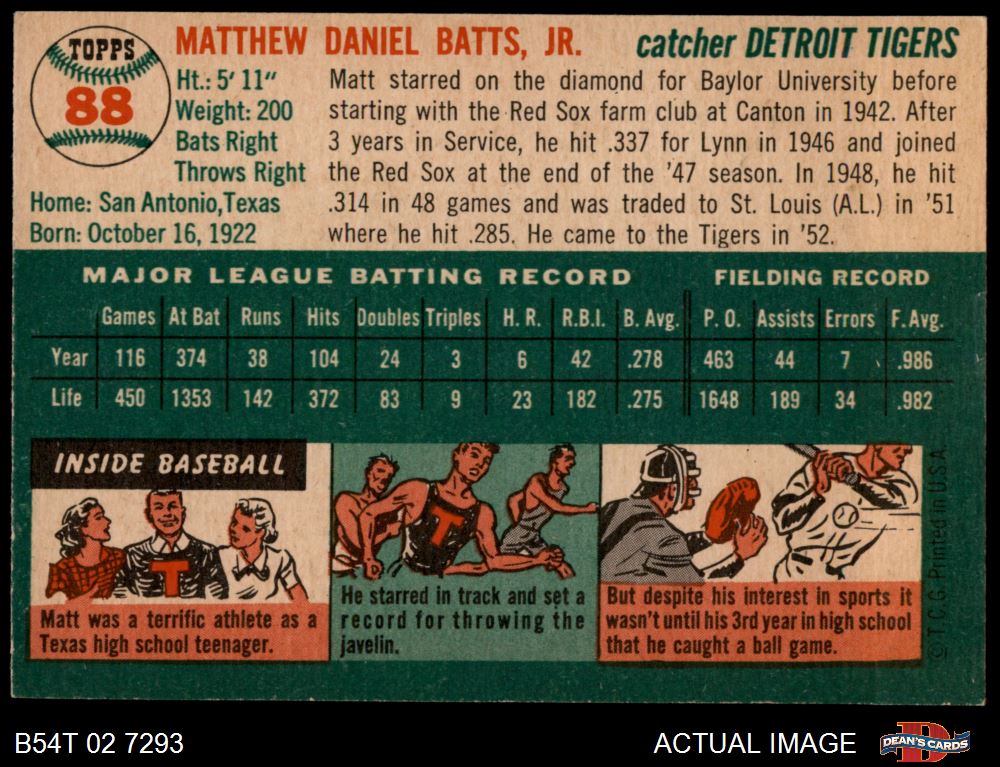 TOPPS
88
MATTHEW DANIEL BATTS, JR.
catcher DETROIT TIGERS
Ht.: 5' 11"
Weight: 200
Bats Right
Throws Right
Home: San Antonio, Texas
Born: October 16, 1922
Matt starred on the diamond for Baylor University before
starting with the Red Sox farm club at Canton in 1942. After
3 years in Service, he hit .337 for Lynn in 1946 and joined
the Red Sox at the end of the '47 season. In 1948, he hit
.314 in 48 games and was traded to St. Louis (A.L.) in '51
where he hit .285. He came to the Tigers in '52.
MAJOR LEAGUE BATTING RECORD FIELDING RECORD
Games At Bat Runs Hits Doubles Triples H. R. R.B.I. B. Avg. P. O. Assists Errors F. Avg.
Year 116 374 38 104 24 3 6 42 .278 463 44 7 .986
Life 450 1353 142 372 83 9 23 182 .275 1648 189 34 .982
INSIDE BASEBALL
T
Matt was a terrific athlete as a
Texas high school teenager.
T
He starred in track and set a
record for throwing the
javelin.
But despite his interest in sports it
wasn't until his 3rd year in high school
that he caught a ball game.
© T.C.G. Printed in U.S.A.
B54T 02 7293
ACTUAL IMAGE
D
DEAN'S CARDS